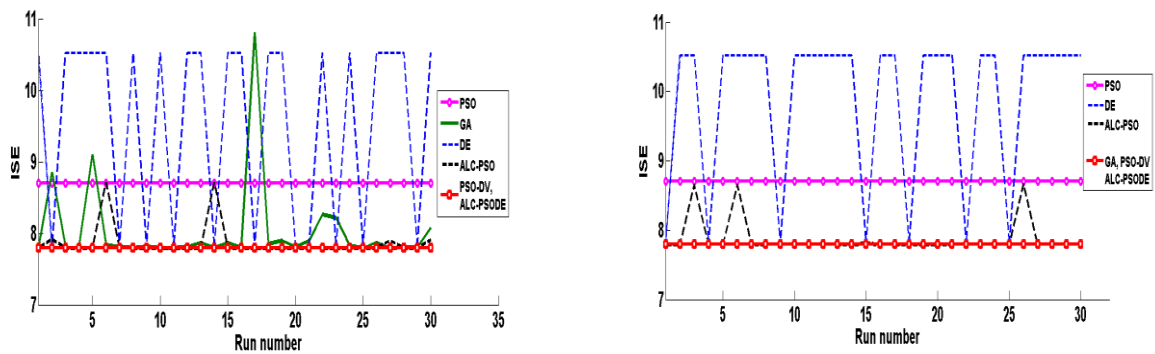 11
10
9
8
7
ISE
5
10
15
20
25
30
35
Run number
PSO
GA
DE
ALC-PSO
PSO-DV,
ALC-PSODE
11
10
9
8
7
ISE
5
10
15
20
25
30
Run number
PSO
DE
ALC-PSO
GA, PSO-DV
ALC-PSODE